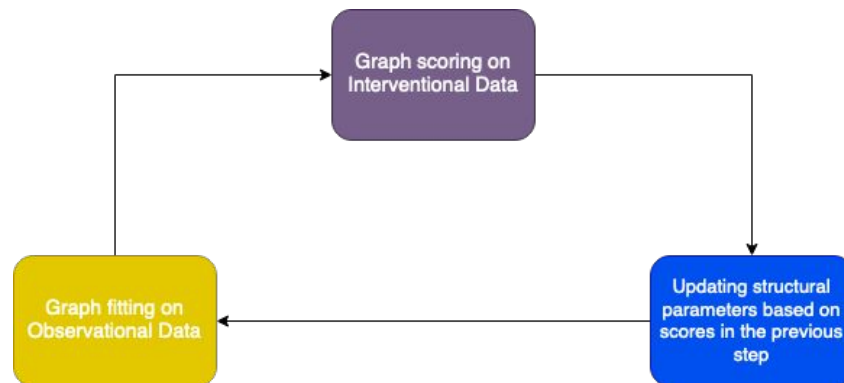 Graph scoring on
Interventional Data
Graph fitting on
Observational Data
Updating structural
parameters based on
scores in the previous
step